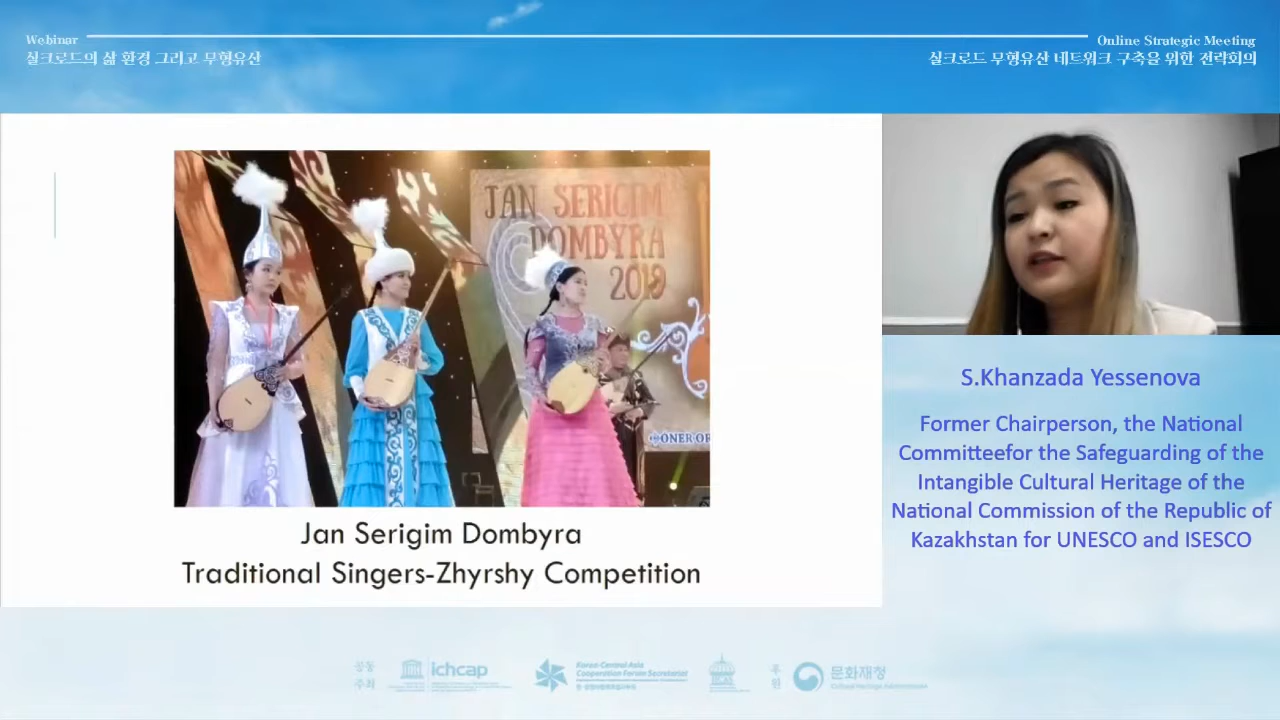 Webinar
실크로드의 삶 환경 그리고 무형유산
Online Strategic Meeting
실크로드 무형유산 네트워크 구축을 위한 전략회의
JAN SERIGIM
DOMBYRA
2019
ONER OR
Jan Serigim Dombyra
Traditional Singers-Zhyrshy Competition
S.Khanzada Yessenova
Former Chairperson, the National
Committeefor the Safeguarding of the
Intangible Cultural Heritage of the
National Commission of the Republic of
Kazakhstan for UNESCO and ISESCO
공동
주최
ichcap
Korea Central Asia
Cooperation Forum Secretariat
후
원
문화재청
Cultural Heritage Administration